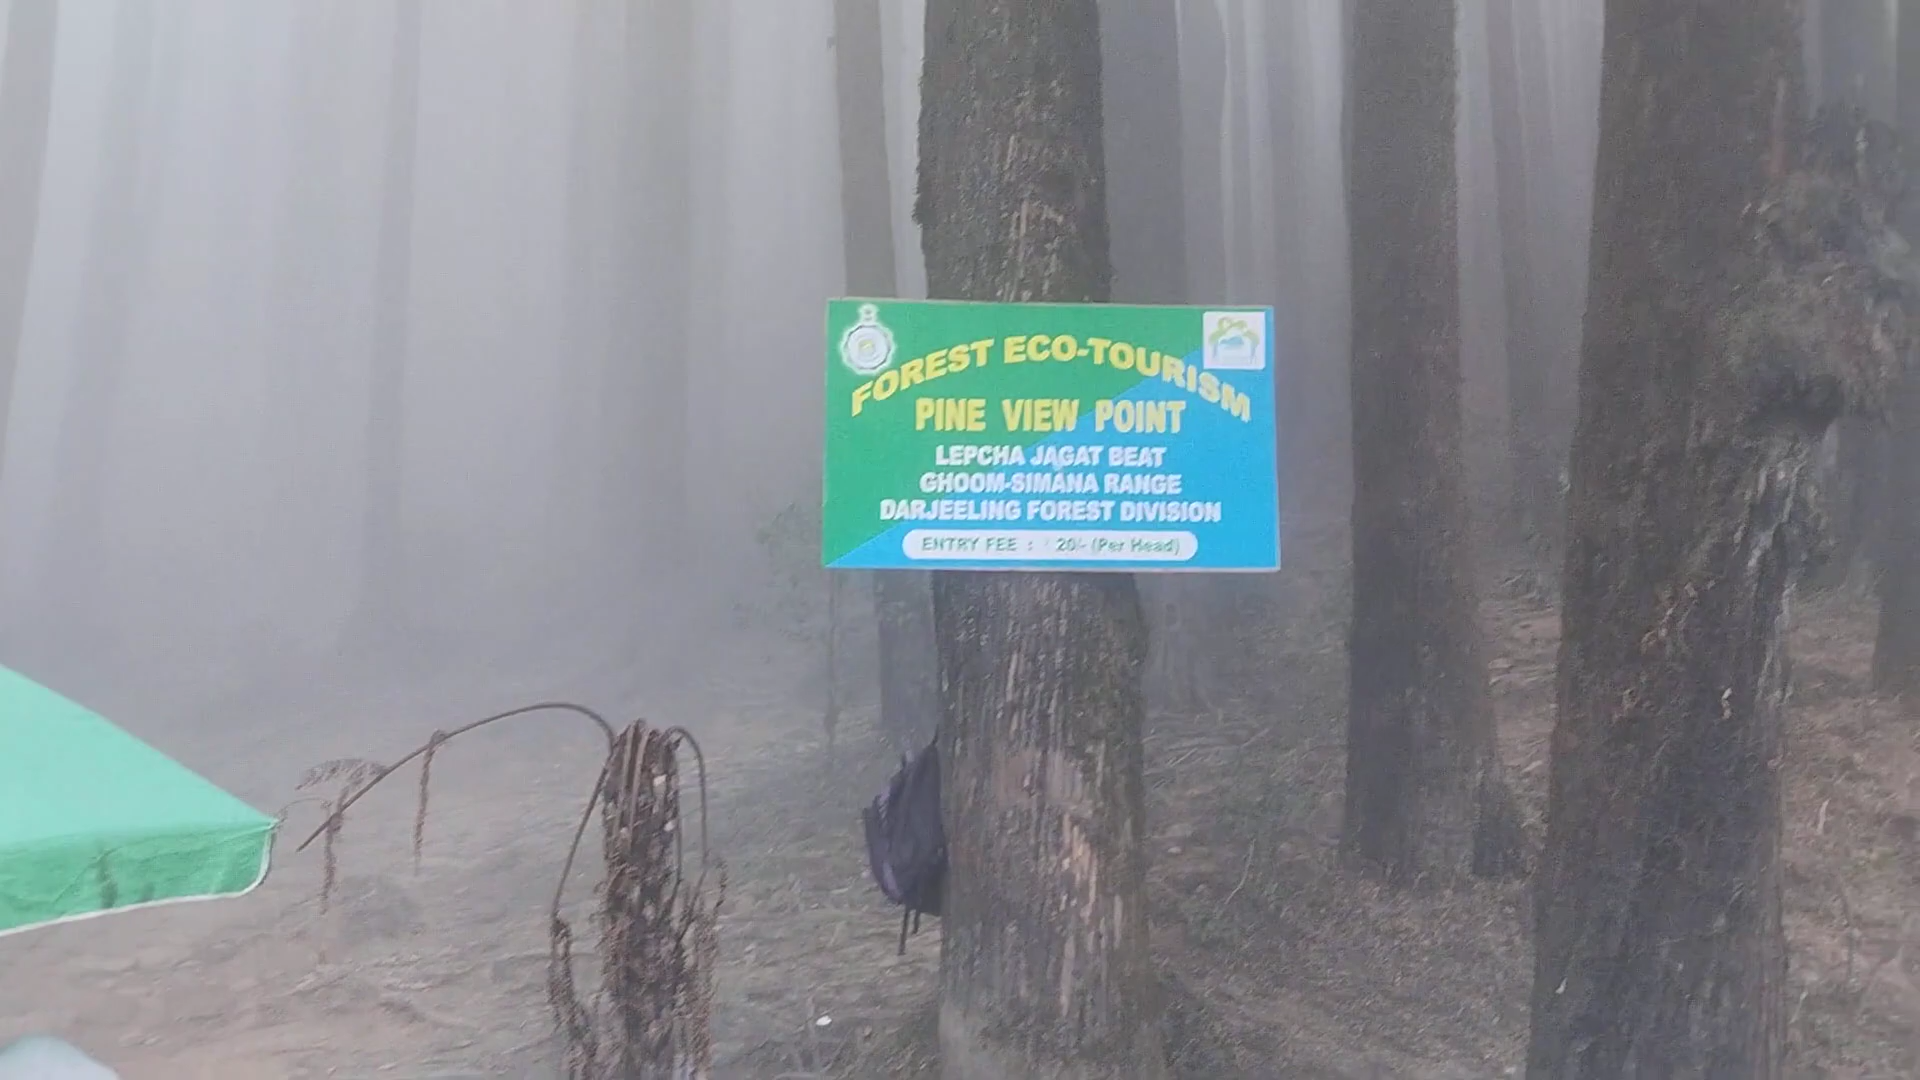 FOREST ECO-TOURISM
PINE VIEW POINT
LEPCHA JAGAT BEAT
GHOOM-SIMANA RANGE
DARJEELING FOREST DIVISION
ENTRY FEE : 20/- (Per Head)